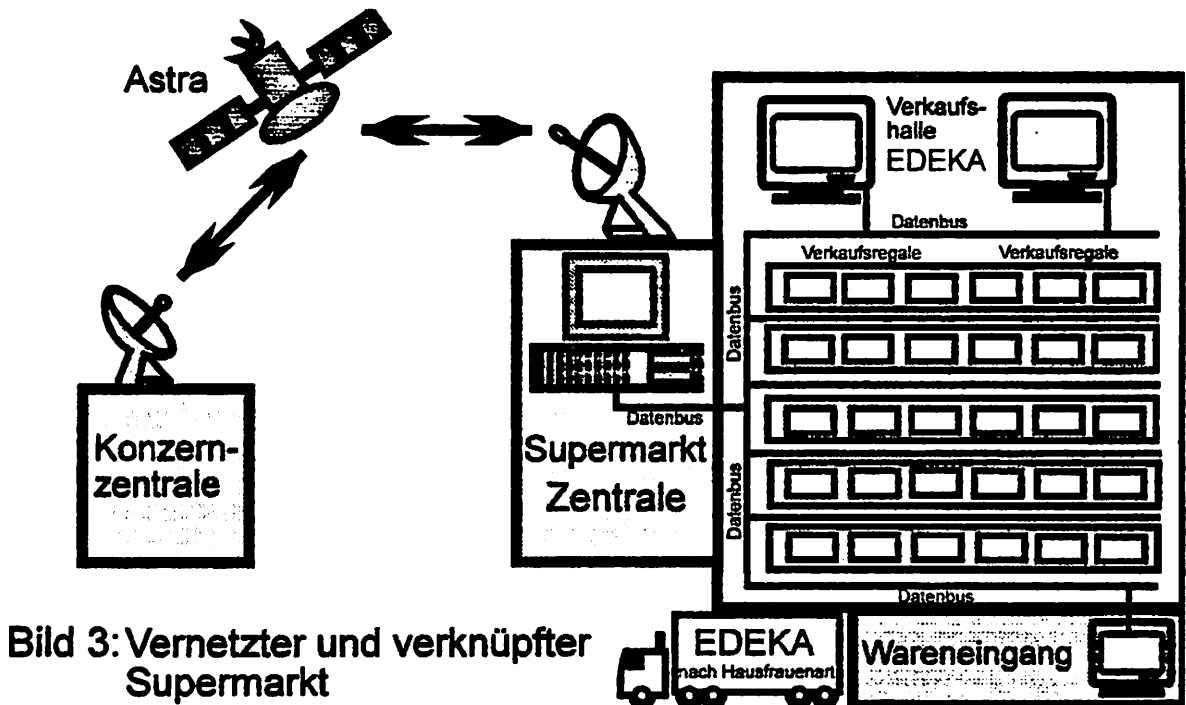 Astra
Verkaufs-
halle
EDEKA
Datenbus
Verkaufsregale Verkaufsregale
Datenbus
Datenbus
Konzern-
zentrale
Supermarkt
Zentrale
Datenbus
Datenbus
Bild 3: Vernetzter und verknüpfter
Supermarkt
EDEKA
nach Hausfrauenart
Wareneingang